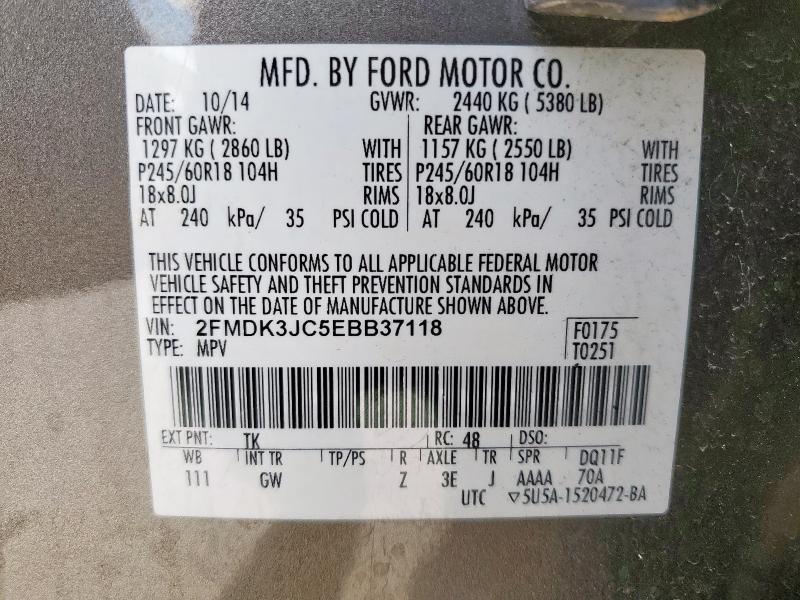 MFD. BY FORD MOTOR CO.
DATE: 10/14 GVWR: 2440 KG ( 5380 LB)
FRONT GAWR: REAR GAWR:
1297 KG ( 2860 LB) WITH 1157 KG ( 2550 LB) WITH
P245/60R18 104H TIRES P245/60R18 104H TIRES
18x8.0J RIMS 18x8.0J RIMS
AT 240 kPa/ 35 PSI COLD AT 240 kPa/ 35 PSI COLD
THIS VEHICLE CONFORMS TO ALL APPLICABLE FEDERAL MOTOR
VEHICLE SAFETY AND THEFT PREVENTION STANDARDS IN
EFFECT ON THE DATE OF MANUFACTURE SHOWN ABOVE.
VIN: 2FMDK3JC5EBB37118 F0175
TYPE: MPV T0251
EXT PNT: TK RC: 48 DSO:
WB INT TR TP/PS R AXLE TR SPR DQ11F
111 GW Z 3E J AAAA 70A
UTC ▽5U5A-1520472-BA